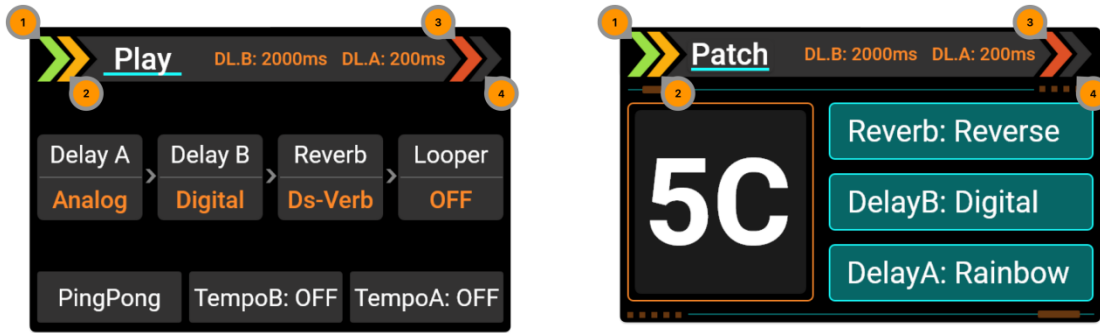 1
3
Play DL.B: 2000ms DL.A: 200ms
2
4
Delay A Delay B Reverb Looper
Analog Digital Ds-Verb OFF
PingPong TempoB: OFF TempoA: OFF
1
3
Patch DL.B: 2000ms DL.A: 200ms
2
4
5C
Reverb: Reverse
DelayB: Digital
DelayA: Rainbow